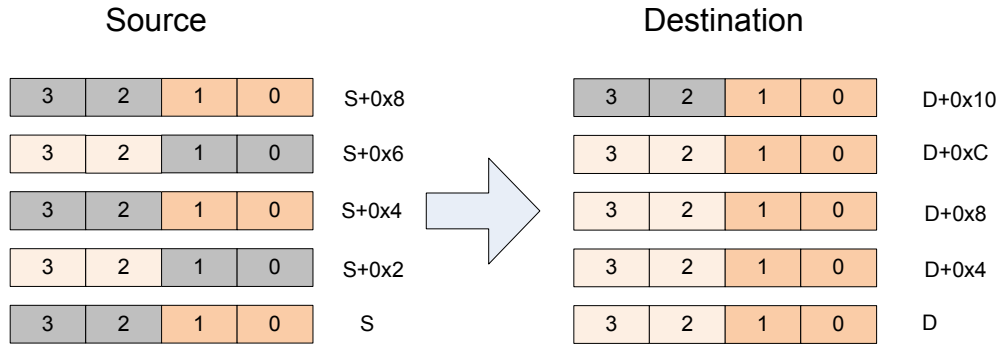 Source Destination
3 2 1 0 S+0x8 3 2 1 0 D+0x10
3 2 1 0 S+0x6 3 2 1 0 D+0xC
3 2 1 0 S+0x4 3 2 1 0 D+0x8
3 2 1 0 S+0x2 3 2 1 0 D+0x4
3 2 1 0 S 3 2 1 0 D